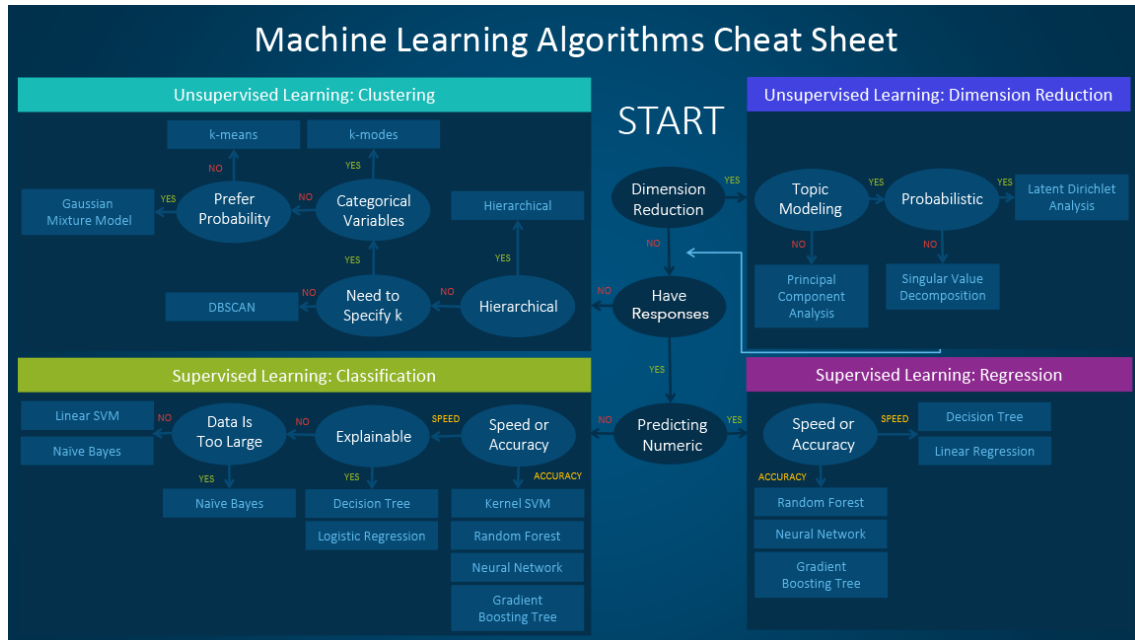 Machine Learning Algorithms Cheat Sheet
Unsupervised Learning: Clustering
k-means
k-modes
NO
YES
Gaussian
Mixture Model
YES
Prefer
Probability
NO
Categorical
Variables
Hierarchical
YES
YES
DBSCAN
NO
Need to
Specify k
NO
Hierarchical
NO
START
Dimension
Reduction
YES
NO
Have
Responses
YES
Predicting
Numeric
Unsupervised Learning: Dimension Reduction
Topic
Modeling
YES
Probabilistic
YES
Latent Dirichlet
Analysis
NO
NO
Principal
Component
Analysis
Singular Value
Decomposition
Supervised Learning: Classification
Linear SVM
Naïve Bayes
NO
Data Is
Too Large
NO
Explainable
SPEED
Speed or
Accuracy
NO
YES
YES
ACCURACY
Naïve Bayes
Decision Tree
Logistic Regression
Kernel SVM
Random Forest
Neural Network
Gradient
Boosting Tree
Supervised Learning: Regression
YES
Speed or
Accuracy
SPEED
Decision Tree
Linear Regression
ACCURACY
Random Forest
Neural Network
Gradient
Boosting Tree